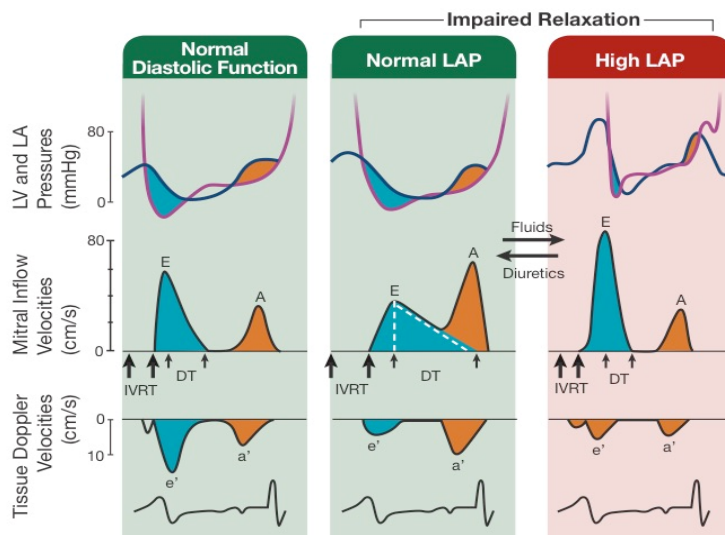 Impaired Relaxation
Normal
Diastolic Function
Normal LAP
High LAP
LV and LA
Pressures
(mmHg)
80
0
Mitral Inflow
Velocities
(cm/s)
80
0
E
A
IVRT
DT
E
A
IVRT
DT
Fluids
Diuretics
E
A
IVRT
DT
Tissue Doppler
Velocities
(cm/s)
0
10
e'
a'
e'
a'
e'
a'